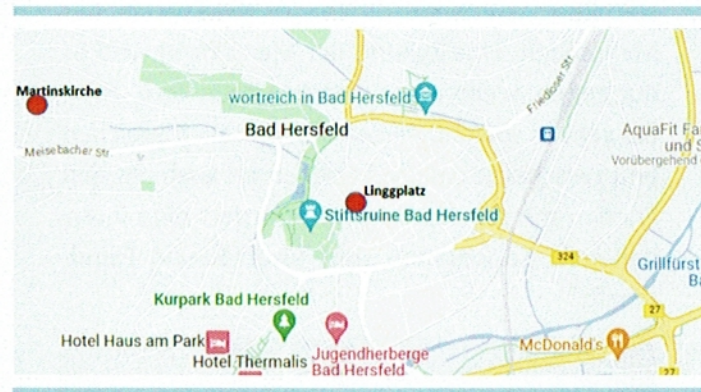 Martinskirche
wortreich in Bad Hersfeld
Friedloser Str
Bad Hersfeld
AquaFit Fa
und S
Vorübergehend
Meisebacher Str.
Linggplatz
Stiftsruine Bad Hersfeld
324
Grillfürst
Ba
Kurpark Bad Hersfeld
27
Hotel Haus am Park
McDonald's
Hotel Thermalis
Jugendherberge
Bad Hersfeld
27